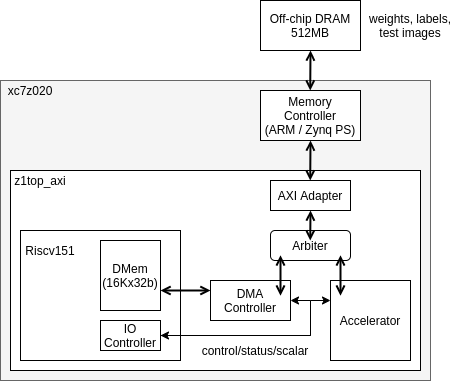 Off-chip DRAM
512MB
weights, labels,
test images
xc7z020
Memory
Controller
(ARM / Zynq PS)
z1top_axi
AXI Adapter
Arbiter
Riscv151
DMem
(16Kx32b)
DMA
Controller
IO
Controller
Accelerator
control/status/scalar